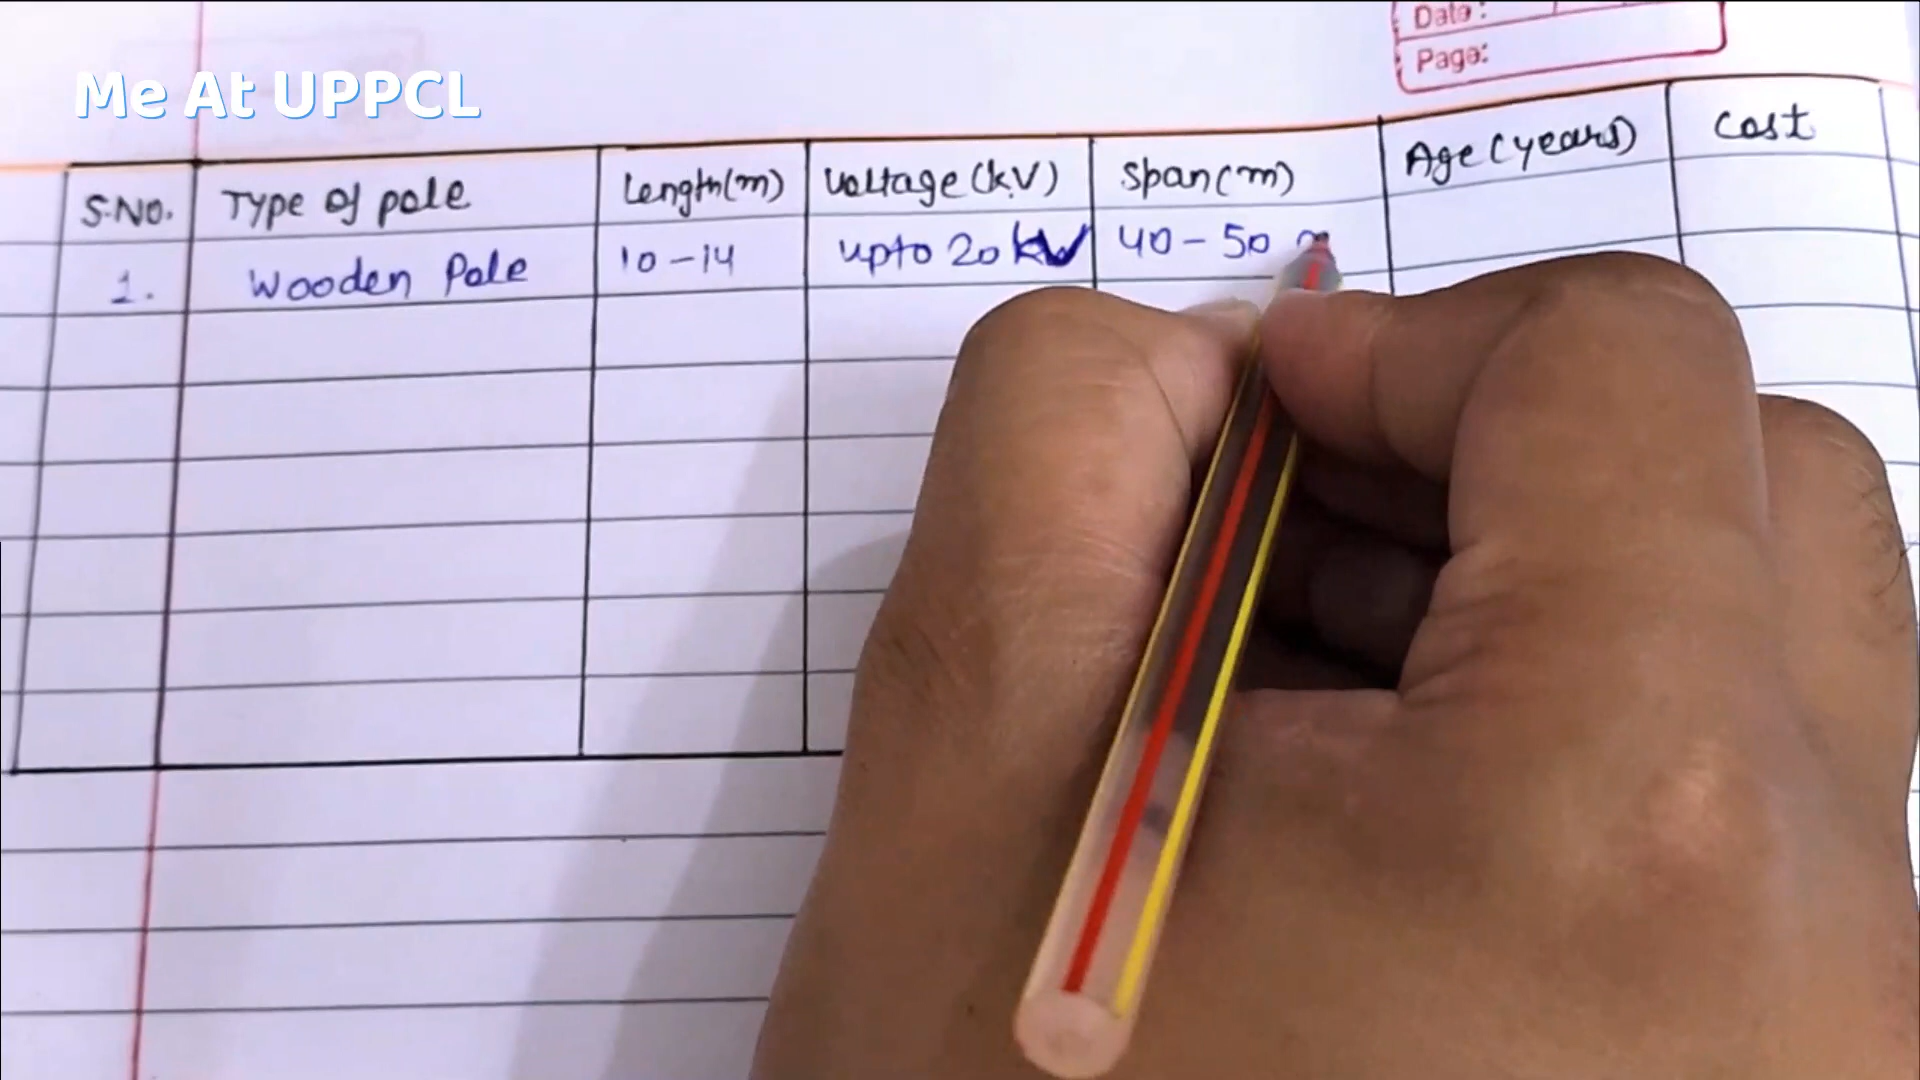 Date:
Page:
Me At UPPCL
S.No. Type of pole Length(m) Voltage(kV) Span(m) Age(years) Cost
1. Wooden Pole 10-14 upto 20 kV 40-50 m